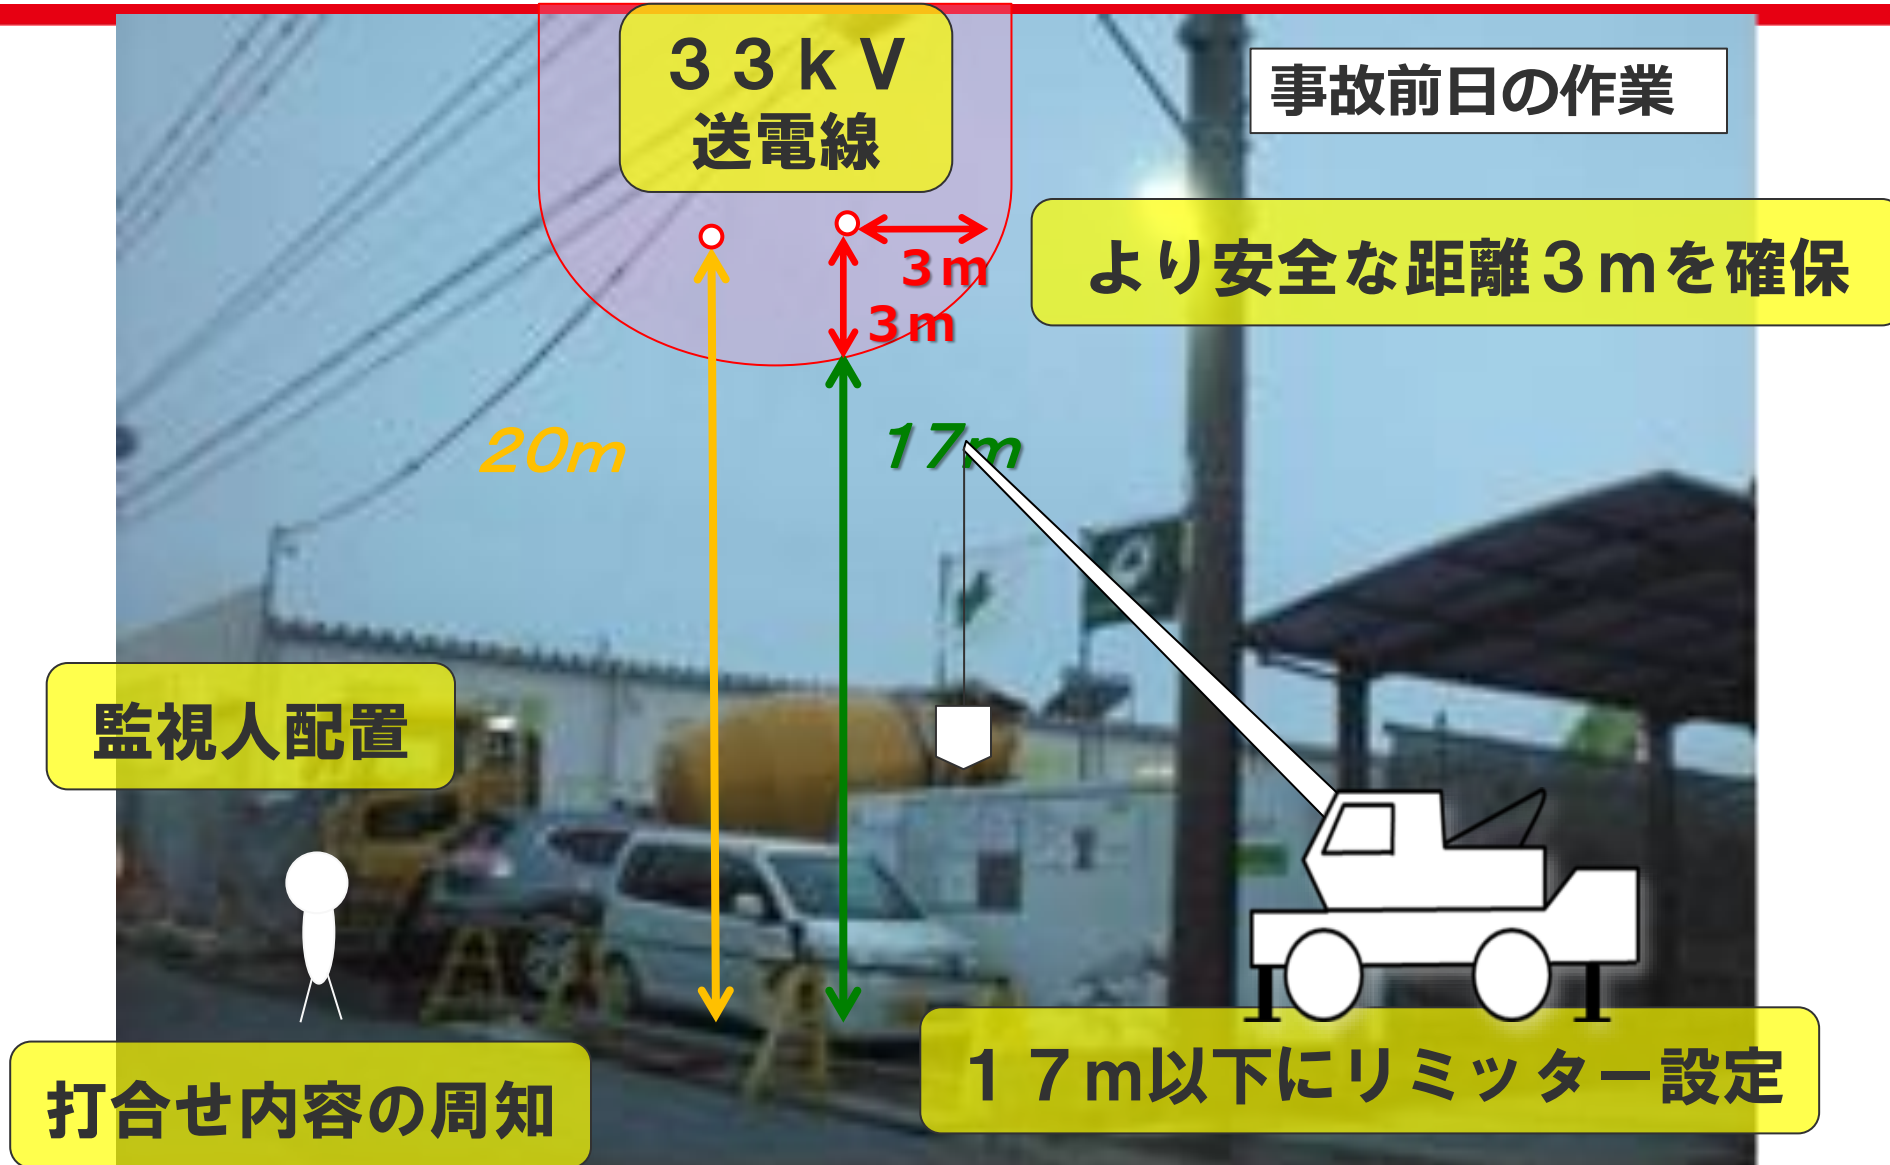 ３３ｋＶ
送電線
事故前日の作業
より安全な距離３ｍを確保
3m
3m
20m
17m
監視人配置
打合せ内容の周知
１７ｍ以下にリミッター設定